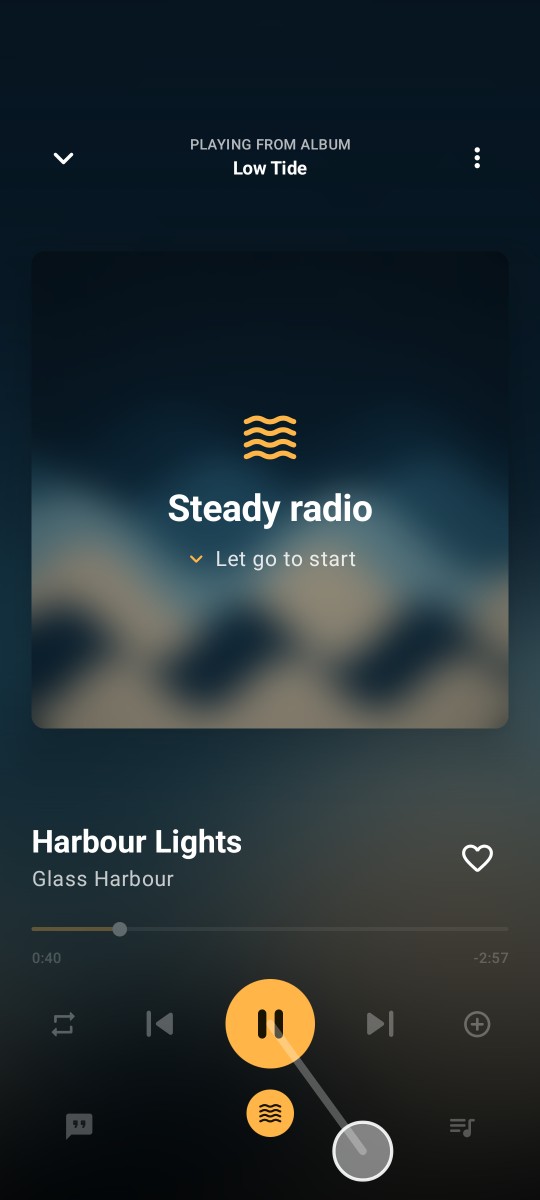 PLAYING FROM ALBUM
Low Tide
Steady radio
Let go to start
Harbour Lights
Glass Harbour
0:40
-2:57